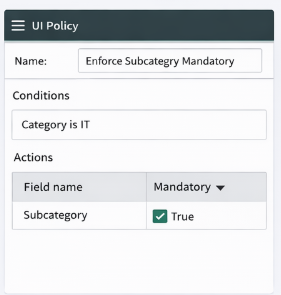 UI Policy
Name: Enforce Subcategry Mandatory
Conditions
Category is IT
Actions
Field name Mandatory
Subcategory True